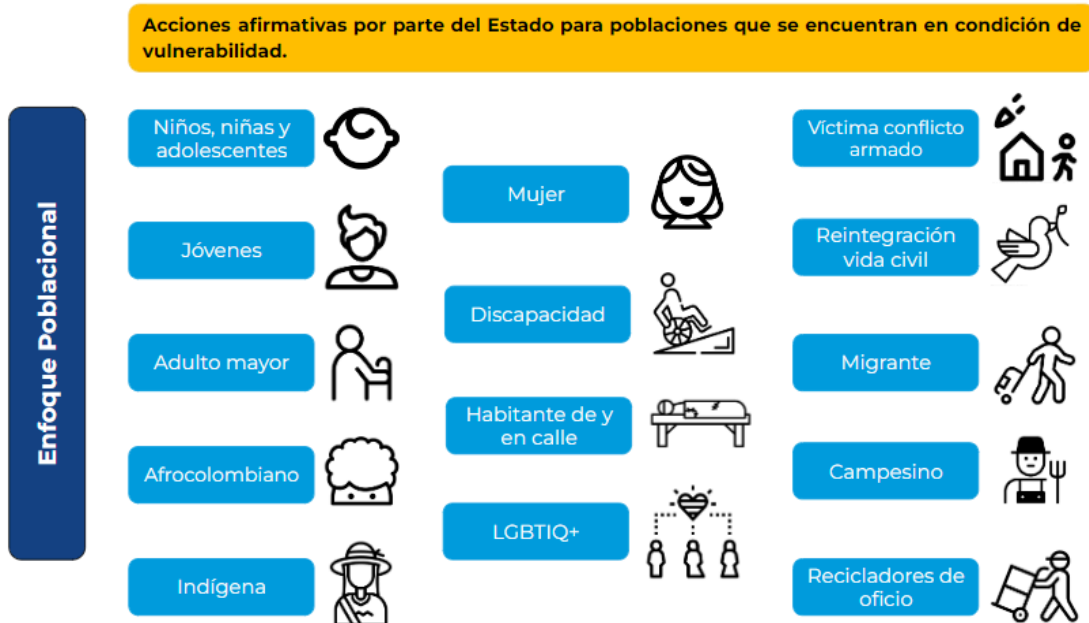 Acciones afirmativas por parte del Estado para poblaciones que se encuentran en condición de
vulnerabilidad.
Enfoque Poblacional
Niños, niñas y
adolescentes
Jóvenes
Adulto mayor
Afrocolombiano
Indígena
Mujer
Discapacidad
Habitante de y
en calle
LGBTIQ+
Víctima conflicto
armado
Reintegración
vida civil
Migrante
Campesino
Recicladores de
oficio